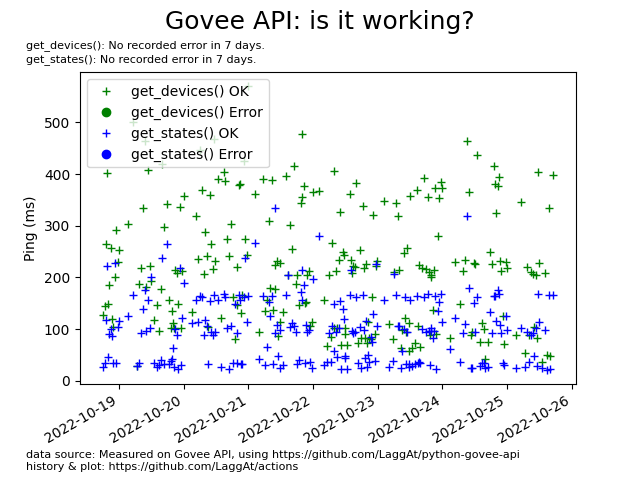 Govee API: is it working?
get_devices(): No recorded error in 7 days.
get_states(): No recorded error in 7 days.
get_devices() OK
get_devices() Error
get_states() OK
get_states() Error
Ping (ms)
500
400
300
200
100
0
2022-10-19
2022-10-20
2022-10-21
2022-10-22
2022-10-23
2022-10-24
2022-10-25
2022-10-26
data source: Measured on Govee API, using https://github.com/LaggAt/python-govee-api
history & plot: https://github.com/LaggAt/actions